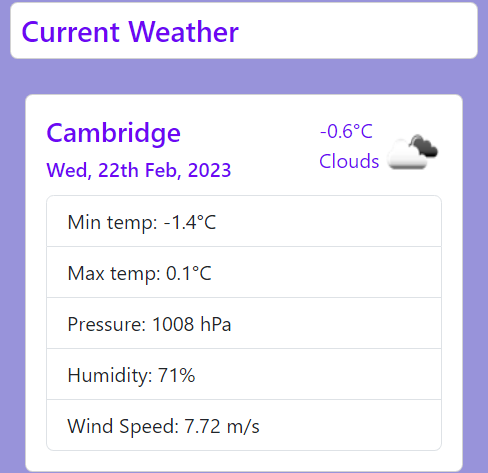 Current Weather
Cambridge
-0.6°C
Wed, 22th Feb, 2023
Clouds
Min temp: -1.4°C
Max temp: 0.1°C
Pressure: 1008 hPa
Humidity: 71%
Wind Speed: 7.72 m/s